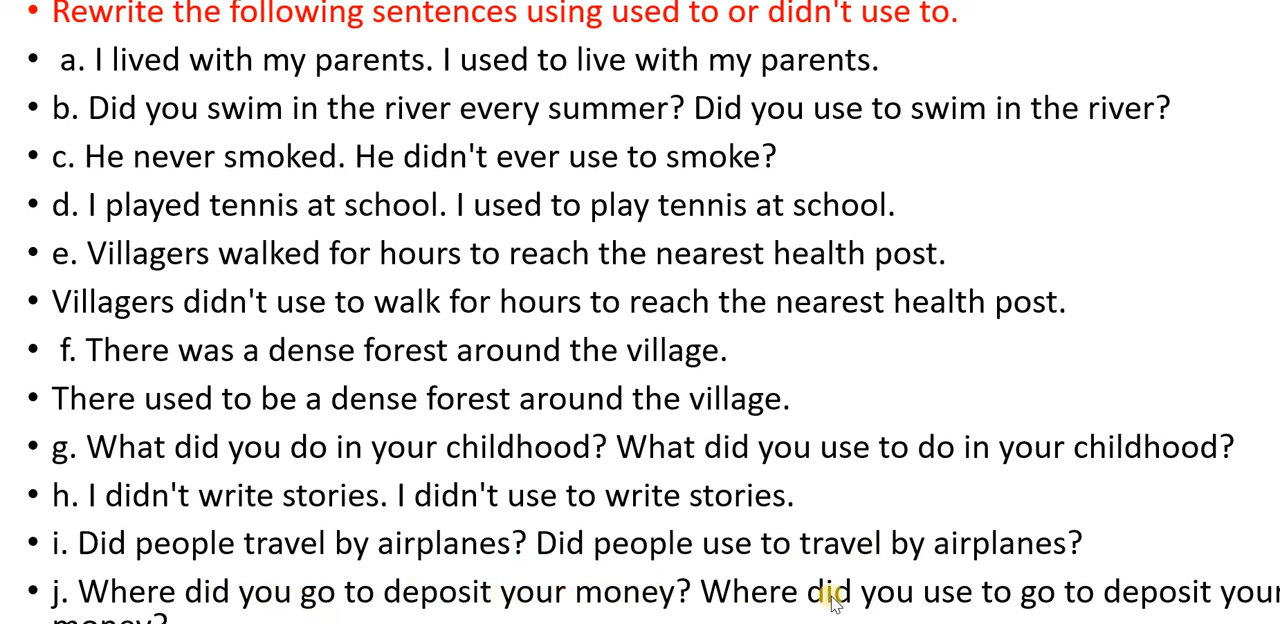 • Rewrite the following sentences using used to or didn't use to.
• a. I lived with my parents. I used to live with my parents.
• b. Did you swim in the river every summer? Did you use to swim in the river?
• c. He never smoked. He didn't ever use to smoke?
• d. I played tennis at school. I used to play tennis at school.
• e. Villagers walked for hours to reach the nearest health post.
• Villagers didn't use to walk for hours to reach the nearest health post.
• f. There was a dense forest around the village.
• There used to be a dense forest around the village.
• g. What did you do in your childhood? What did you use to do in your childhood?
• h. I didn't write stories. I didn't use to write stories.
• i. Did people travel by airplanes? Did people use to travel by airplanes?
• j. Where did you go to deposit your money? Where did you use to go to deposit your
money?